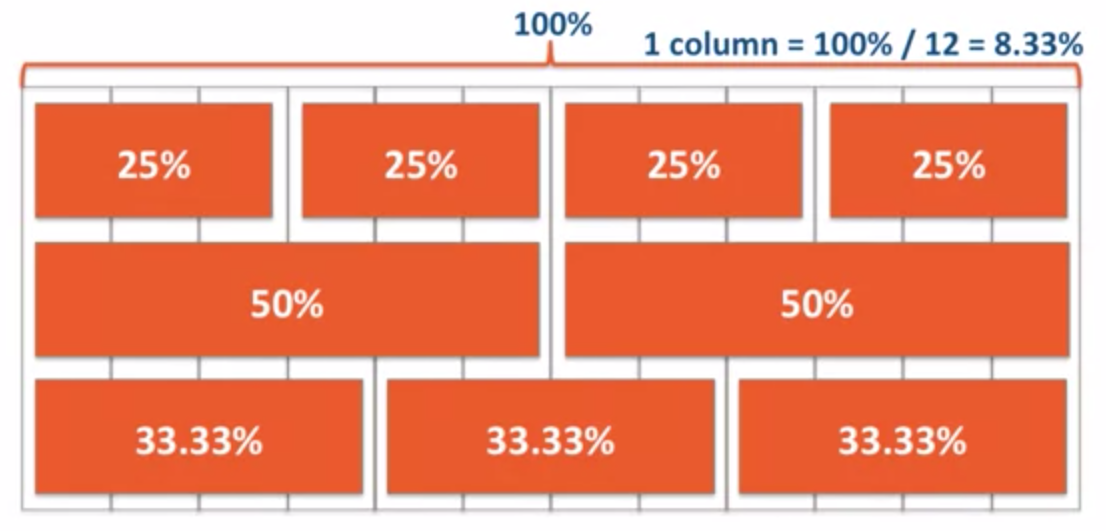 100%
1 column = 100% / 12 = 8.33%
25% 25% 25% 25%
50% 50%
33.33% 33.33% 33.33%